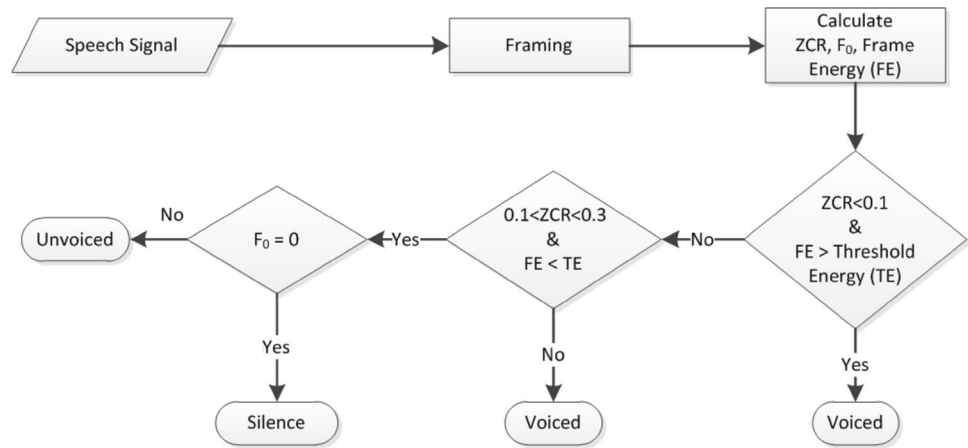 Speech Signal
Framing
Calculate
ZCR, F₀, Frame
Energy (FE)
ZCR<0.1
&
FE > Threshold
Energy (TE)
No
Yes
Voiced
0.1<ZCR<0.3
&
FE < TE
Yes
No
Voiced
F₀ = 0
No
Unvoiced
Yes
Silence